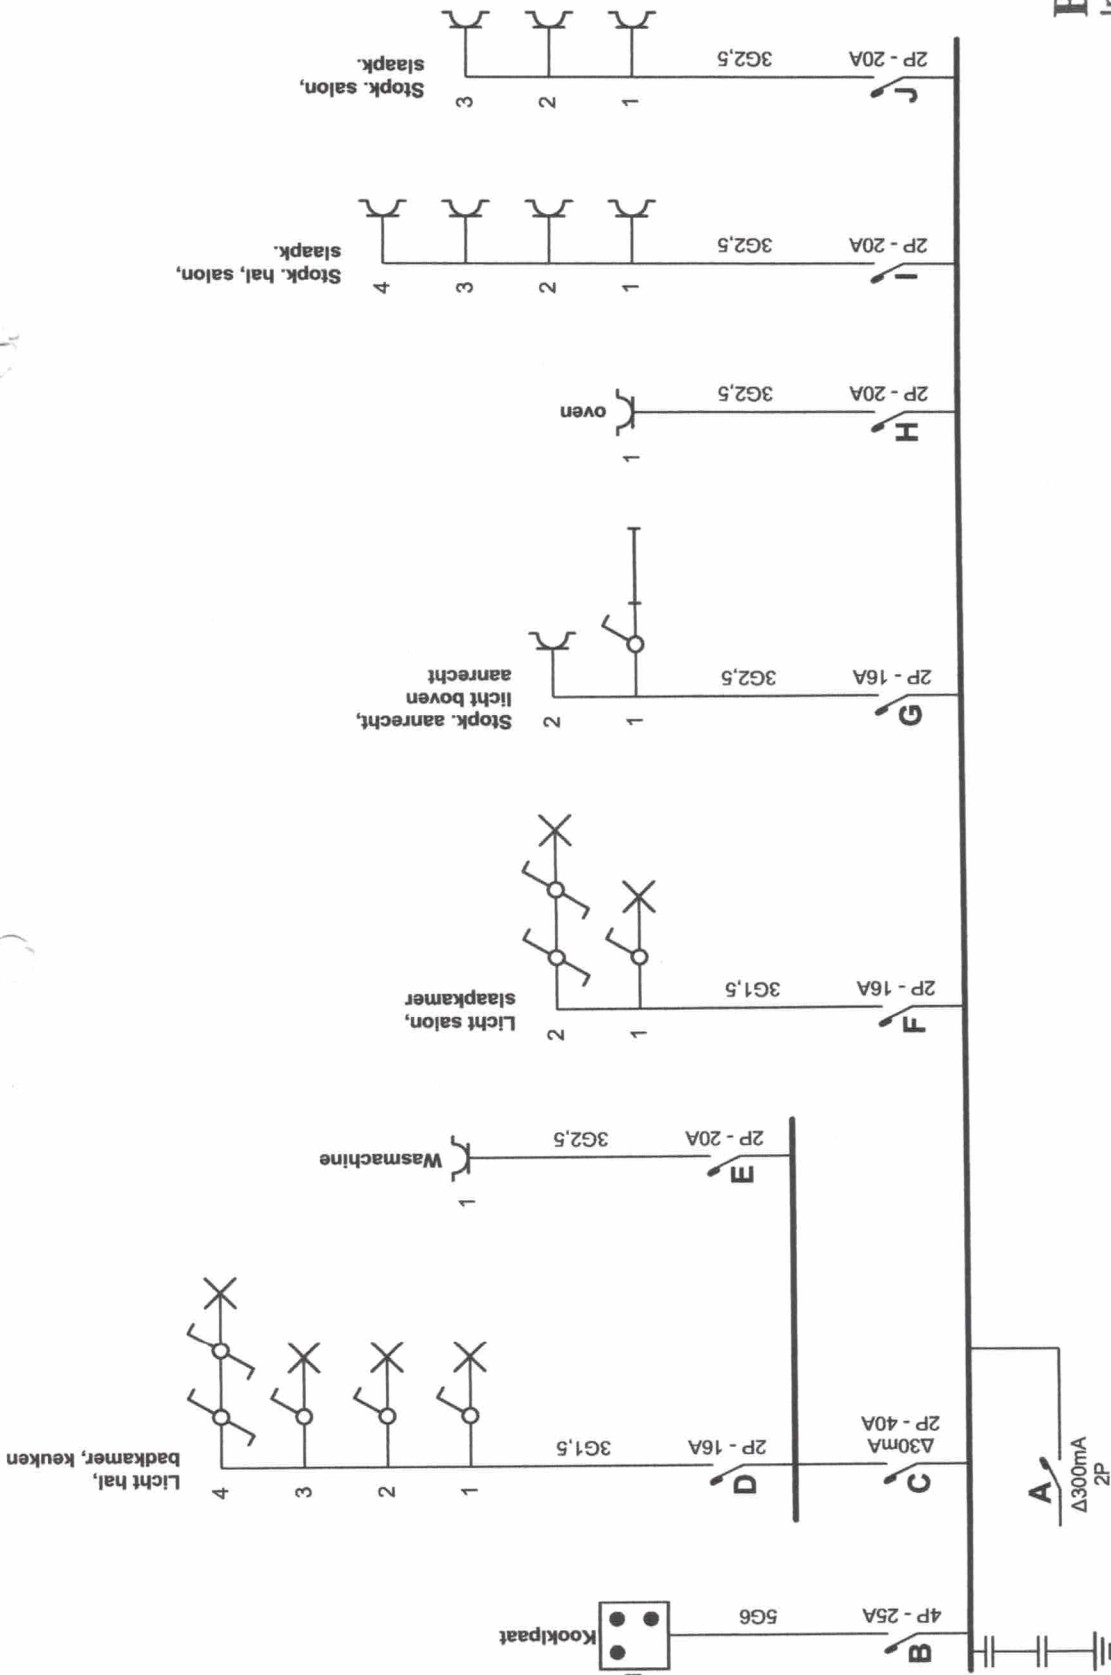 Kookipaat
5G6
4P - 25A
B
A
Δ300mA
2P
Licht hal,
badkamer, keuken
4
3
2
1
3G1,5
2P - 16A
D
Δ30mA
2P - 40A
C
Wasmachine
1
3G2,5
2P - 20A
E
Licht salon,
slaapkamer
2
1
3G1,5
2P - 16A
F
Stopk. aanrecht,
licht boven
aanrecht
2
1
3G2,5
2P - 16A
G
oven
1
3G2,5
2P - 20A
H
Stopk. hal, salon,
slaapk.
4
3
2
1
3G2,5
2P - 20A
I
Stopk. salon,
slaapk.
3
2
1
3G2,5
2P - 20A
J